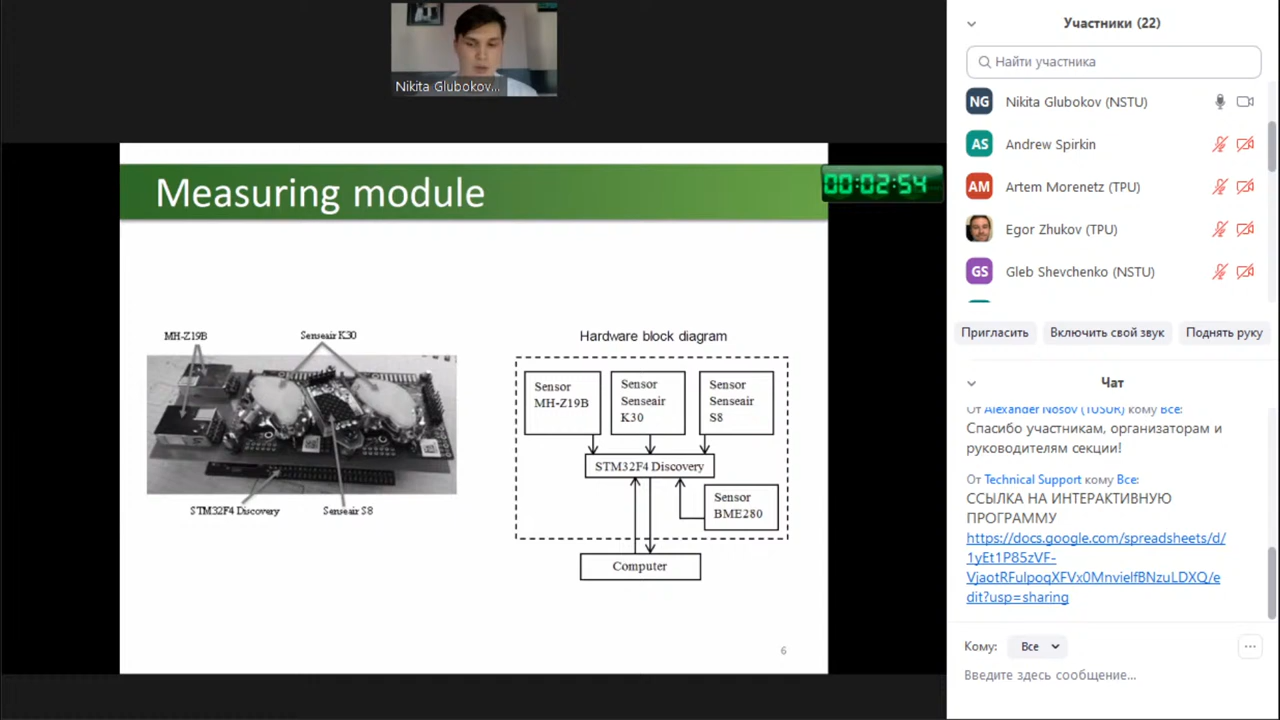 Nikita Glubokov...
Measuring module
00:02:54
MH-Z19B
Senseair K30
STM32F4 Discovery
Senseair S8
Hardware block diagram
Sensor
MH-Z19B
Sensor
Senseair
K30
Sensor
Senseair
S8
STM32F4 Discovery
Sensor
BME280
Computer
6
Участники (22)
Найти участника
NG
Nikita Glubokov (NSTU)
AS
Andrew Spirkin
AM
Artem Morenetz (TPU)
Egor Zhukov (TPU)
GS
Gleb Shevchenko (NSTU)
Пригласить
Включить свой звук
Поднять руку
Чат
От Alexander Nosov (TUSUR) кому Все:
Спасибо участникам, организаторам и
руководителям секции!
От Technical Support кому Все:
ССЫЛКА НА ИНТЕРАКТИВНУЮ
ПРОГРАММУ
https://docs.google.com/spreadsheets/d/
1yEt1P85zVF-
VjaotRFulpoqXFVx0MnvielfBNzuLDXQ/e
dit?usp=sharing
Кому: Все
Введите здесь сообщение...